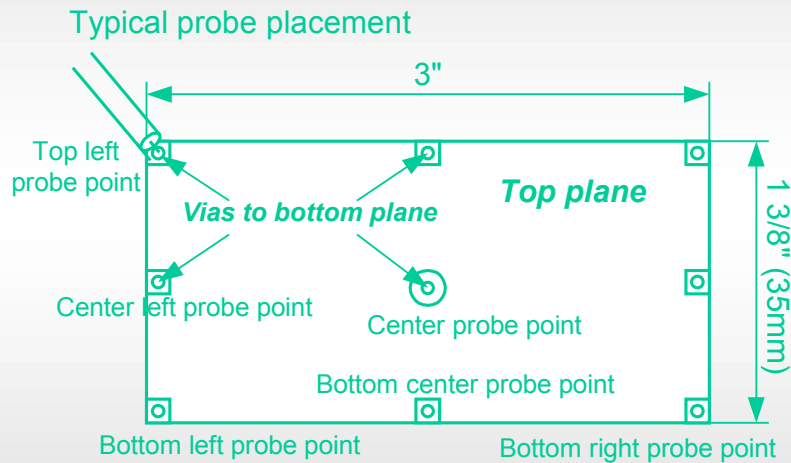 Typical probe placement
3"
Top left
probe point
Top plane
Vias to bottom plane
1 3/8" (35mm)
Center left probe point
Center probe point
Bottom center probe point
Bottom left probe point
Bottom right probe point